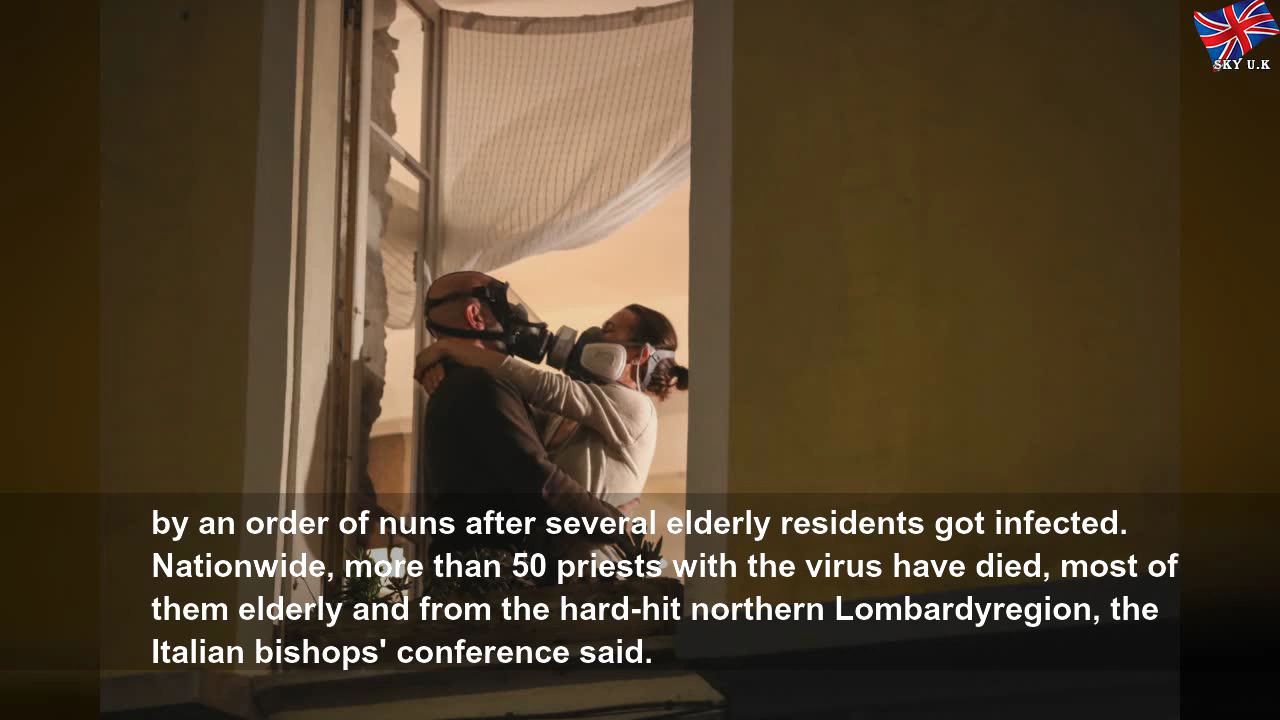 SKY U.K
by an order of nuns after several elderly residents got infected.
Nationwide, more than 50 priests with the virus have died, most of
them elderly and from the hard-hit northern Lombardyregion, the
Italian bishops' conference said.